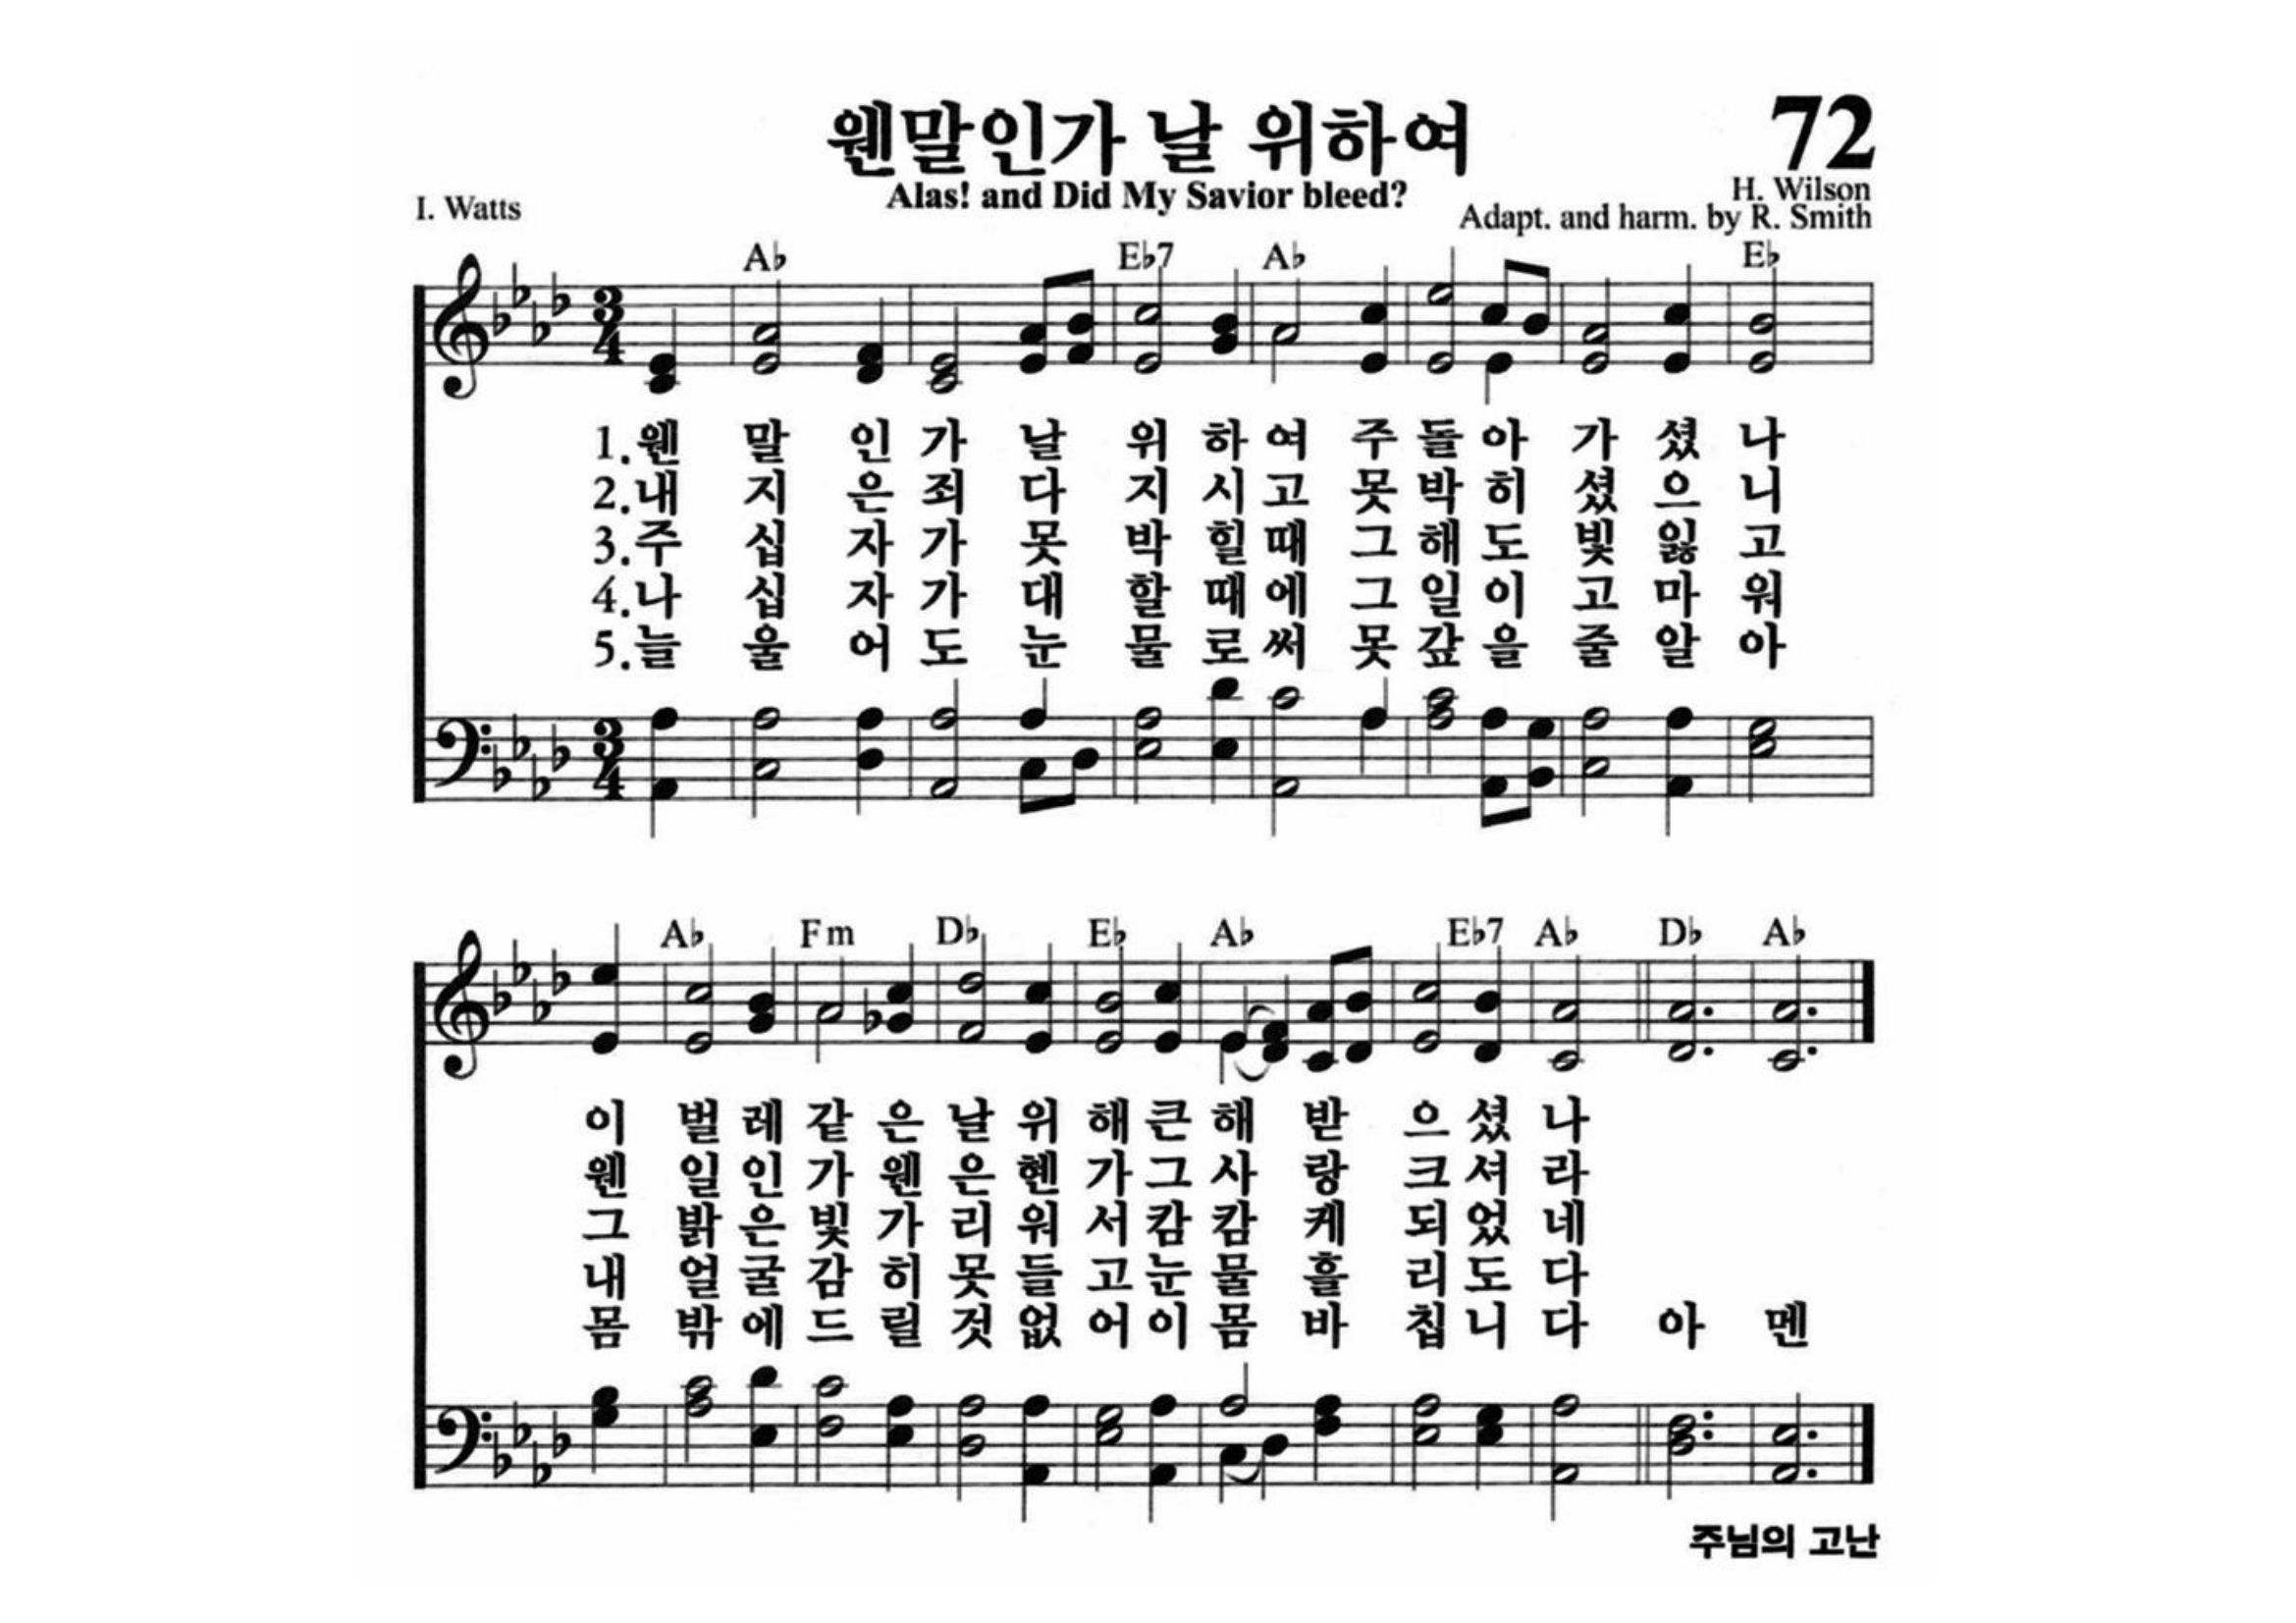 웬말인가 날 위하여
72
Alas! and Did My Savior bleed?
I. Watts
H. Wilson
Adapt. and harm. by R. Smith
A♭ E♭7 A♭ E♭
3
4
1.웬 말 인 가 날 위 하 여 주 돌 아 가 셨 나
2.내 지 은 죄 다 지 시 고 못 박 히 셨 으 니
3.주 십 자 가 못 박 힐 때 그 해 도 빛 잃 고
4.나 십 자 가 대 할 때 에 그 일 이 고 마 워
5.늘 울 어 도 눈 물 로 써 못 갚 을 줄 알 아
3
4
A♭ Fm D♭ E♭ A♭ E♭7 A♭ D♭ A♭
이 벌 레 같 은 날 위 해 큰 해 받 으 셨 나
웬 일 인 가 웬 은 혠 가 그 사 랑 크 셔 라
그 밝 은 빛 가 리 워 서 캄 캄 케 되 었 네
내 얼 굴 감 히 못 들 고 눈 물 흘 리 도 다
몸 밖 에 드 릴 것 없 어 이 몸 바 칩 니 다 아 멘
주님의 고난